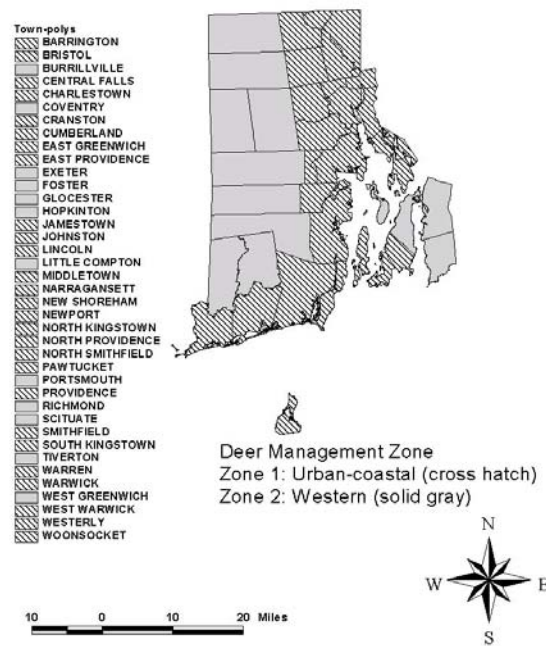 Town-polys
BARRINGTON
BRISTOL
BURRILLVILLE
CENTRAL FALLS
CHARLESTOWN
COVENTRY
CRANSTON
CUMBERLAND
EAST GREENWICH
EAST PROVIDENCE
EXETER
FOSTER
GLOCESTER
HOPKINTON
JAMESTOWN
JOHNSTON
LINCOLN
LITTLE COMPTON
MIDDLETOWN
NARRAGANSETT
NEW SHOREHAM
NEWPORT
NORTH KINGSTOWN
NORTH PROVIDENCE
NORTH SMITHFIELD
PAWTUCKET
PORTSMOUTH
PROVIDENCE
RICHMOND
SCITUATE
SMITHFIELD
SOUTH KINGSTOWN
TIVERTON
WARREN
WARWICK
WEST GREENWICH
WEST WARWICK
WESTERLY
WOONSOCKET
Deer Management Zone
Zone 1: Urban-coastal (cross hatch)
Zone 2: Western (solid gray)
N
W E
S
10 0 10 20 Miles